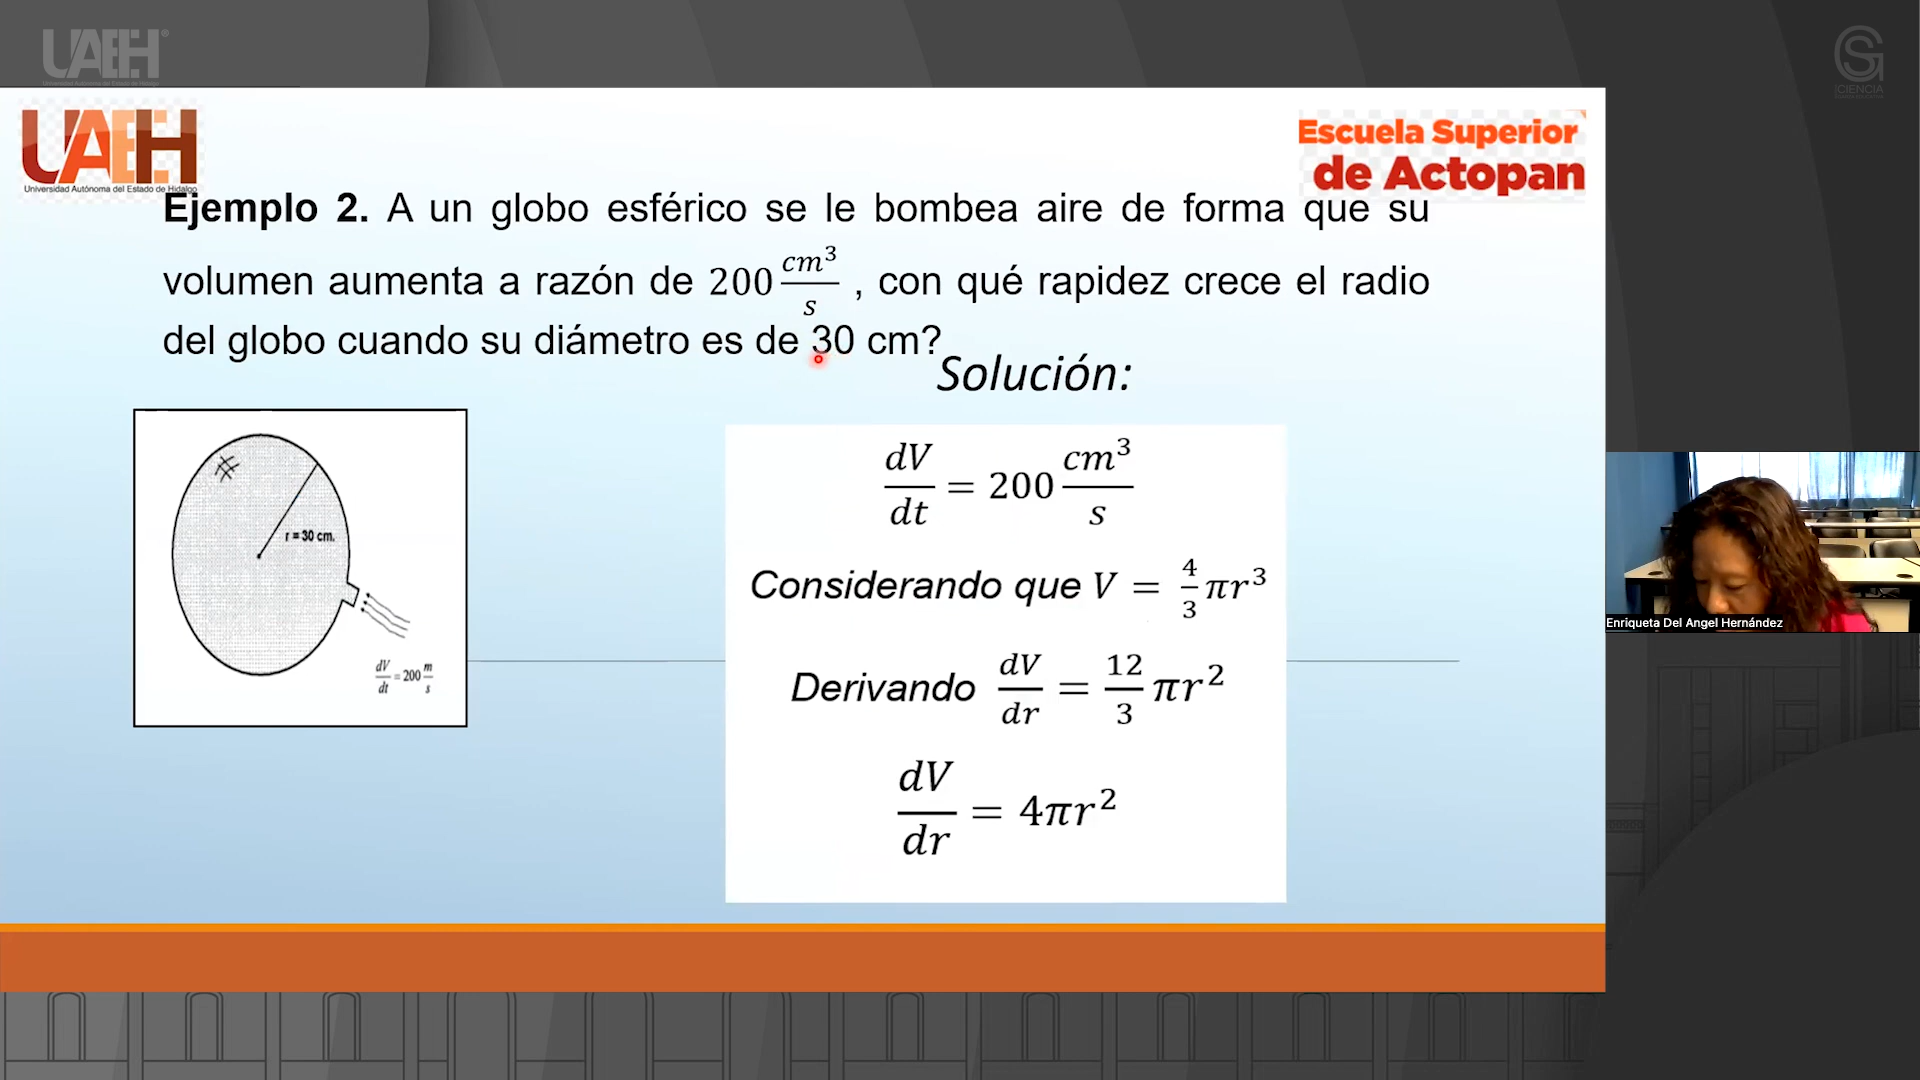 UAEH
CIENCIA
UAEH
Universidad Autónoma del Estado de Hidalgo
Escuela Superior
de Actopan
Ejemplo 2. A un globo esférico se le bombea aire de forma que su
volumen aumenta a razón de 200 cm³/s , con qué rapidez crece el radio
del globo cuando su diámetro es de 30 cm?
Solución:
r = 30 cm.
dV/dt = 200 m/s
dV/dt = 200 cm³/s
Considerando que V = 4/3 πr³
Derivando dV/dr = 12/3 πr²
dV/dr = 4πr²
Enriqueta Del Angel Hernández